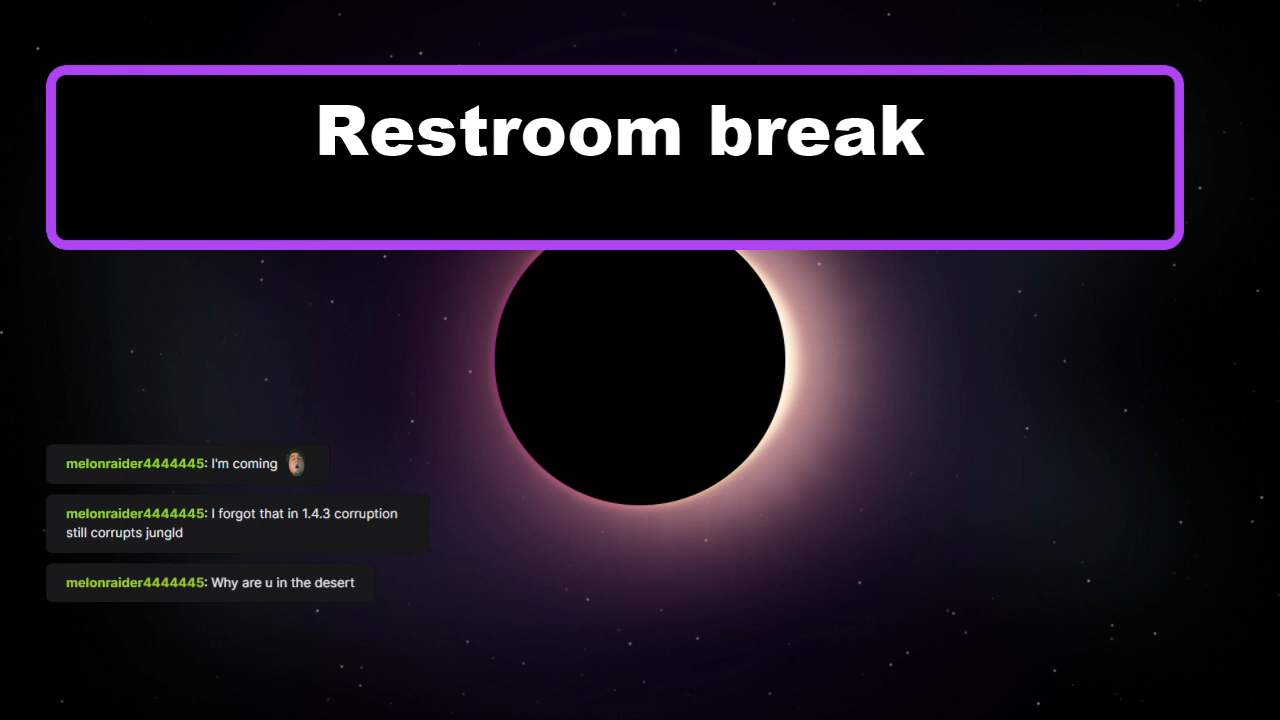 Restroom break
melonraider4444445: I'm coming
melonraider4444445: I forgot that in 1.4.3 corruption
still corrupts jungld
melonraider4444445: Why are u in the desert